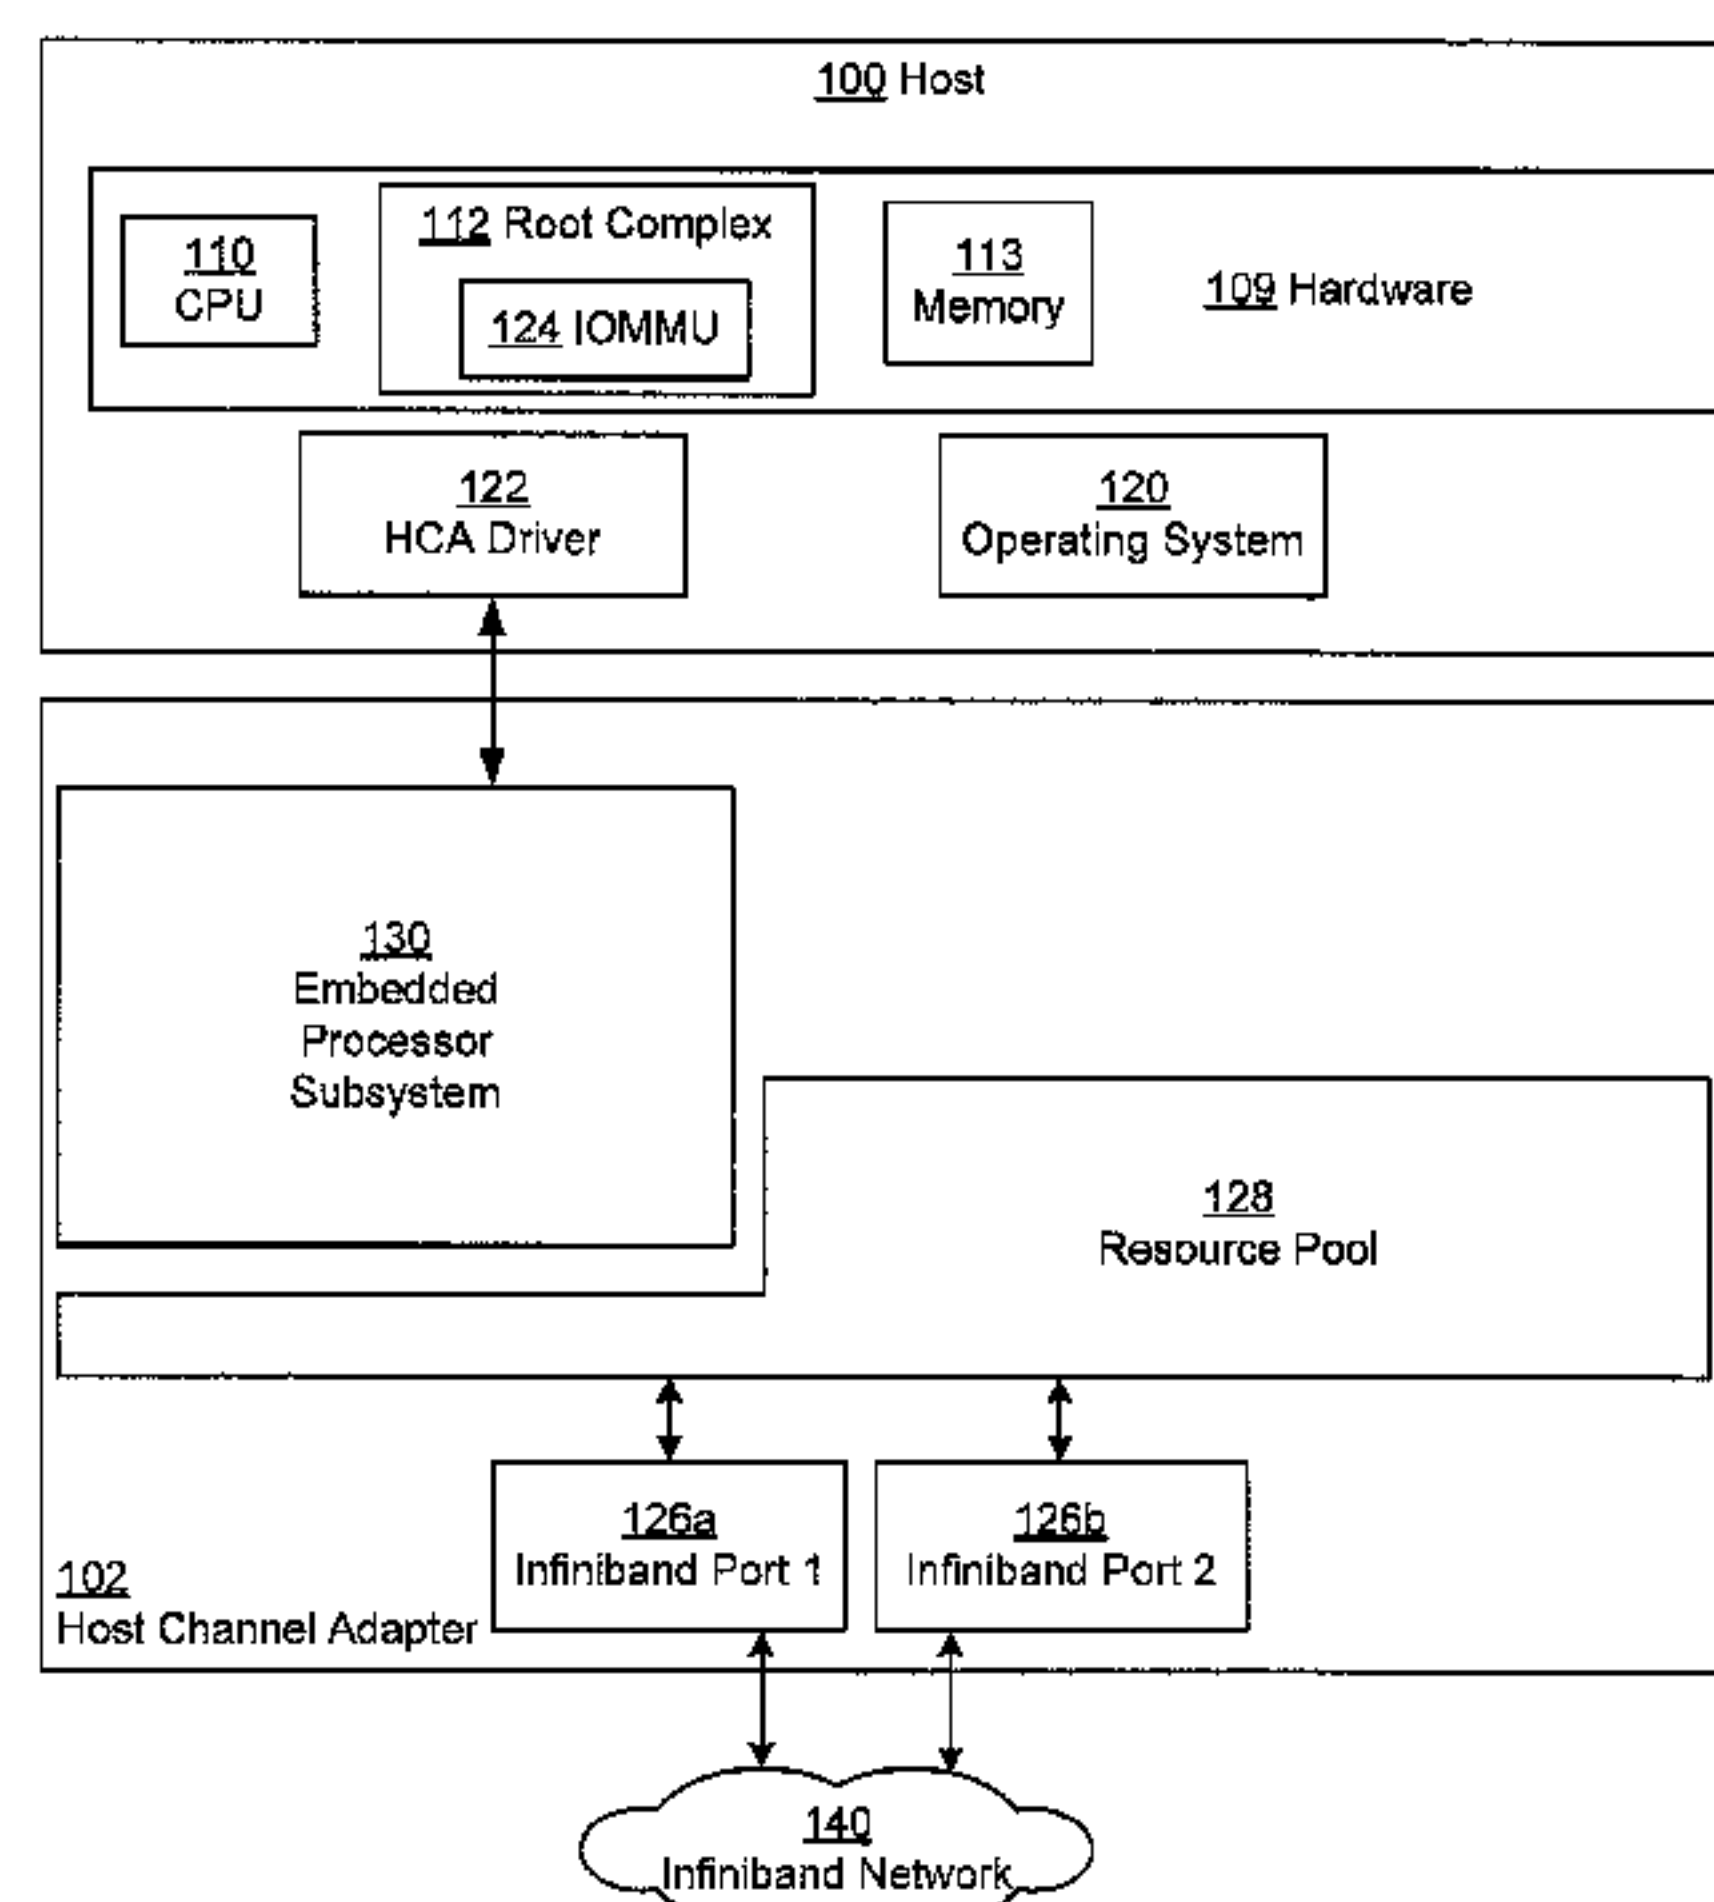 100 Host
112 Root Complex
110
CPU
124 IOMMU
113
Memory
109 Hardware
122
HCA Driver
120
Operating System
130
Embedded
Processor
Subsystem
128
Resource Pool
126a
Infiniband Port 1
126b
Infiniband Port 2
102
Host Channel Adapter
140
Infiniband Network